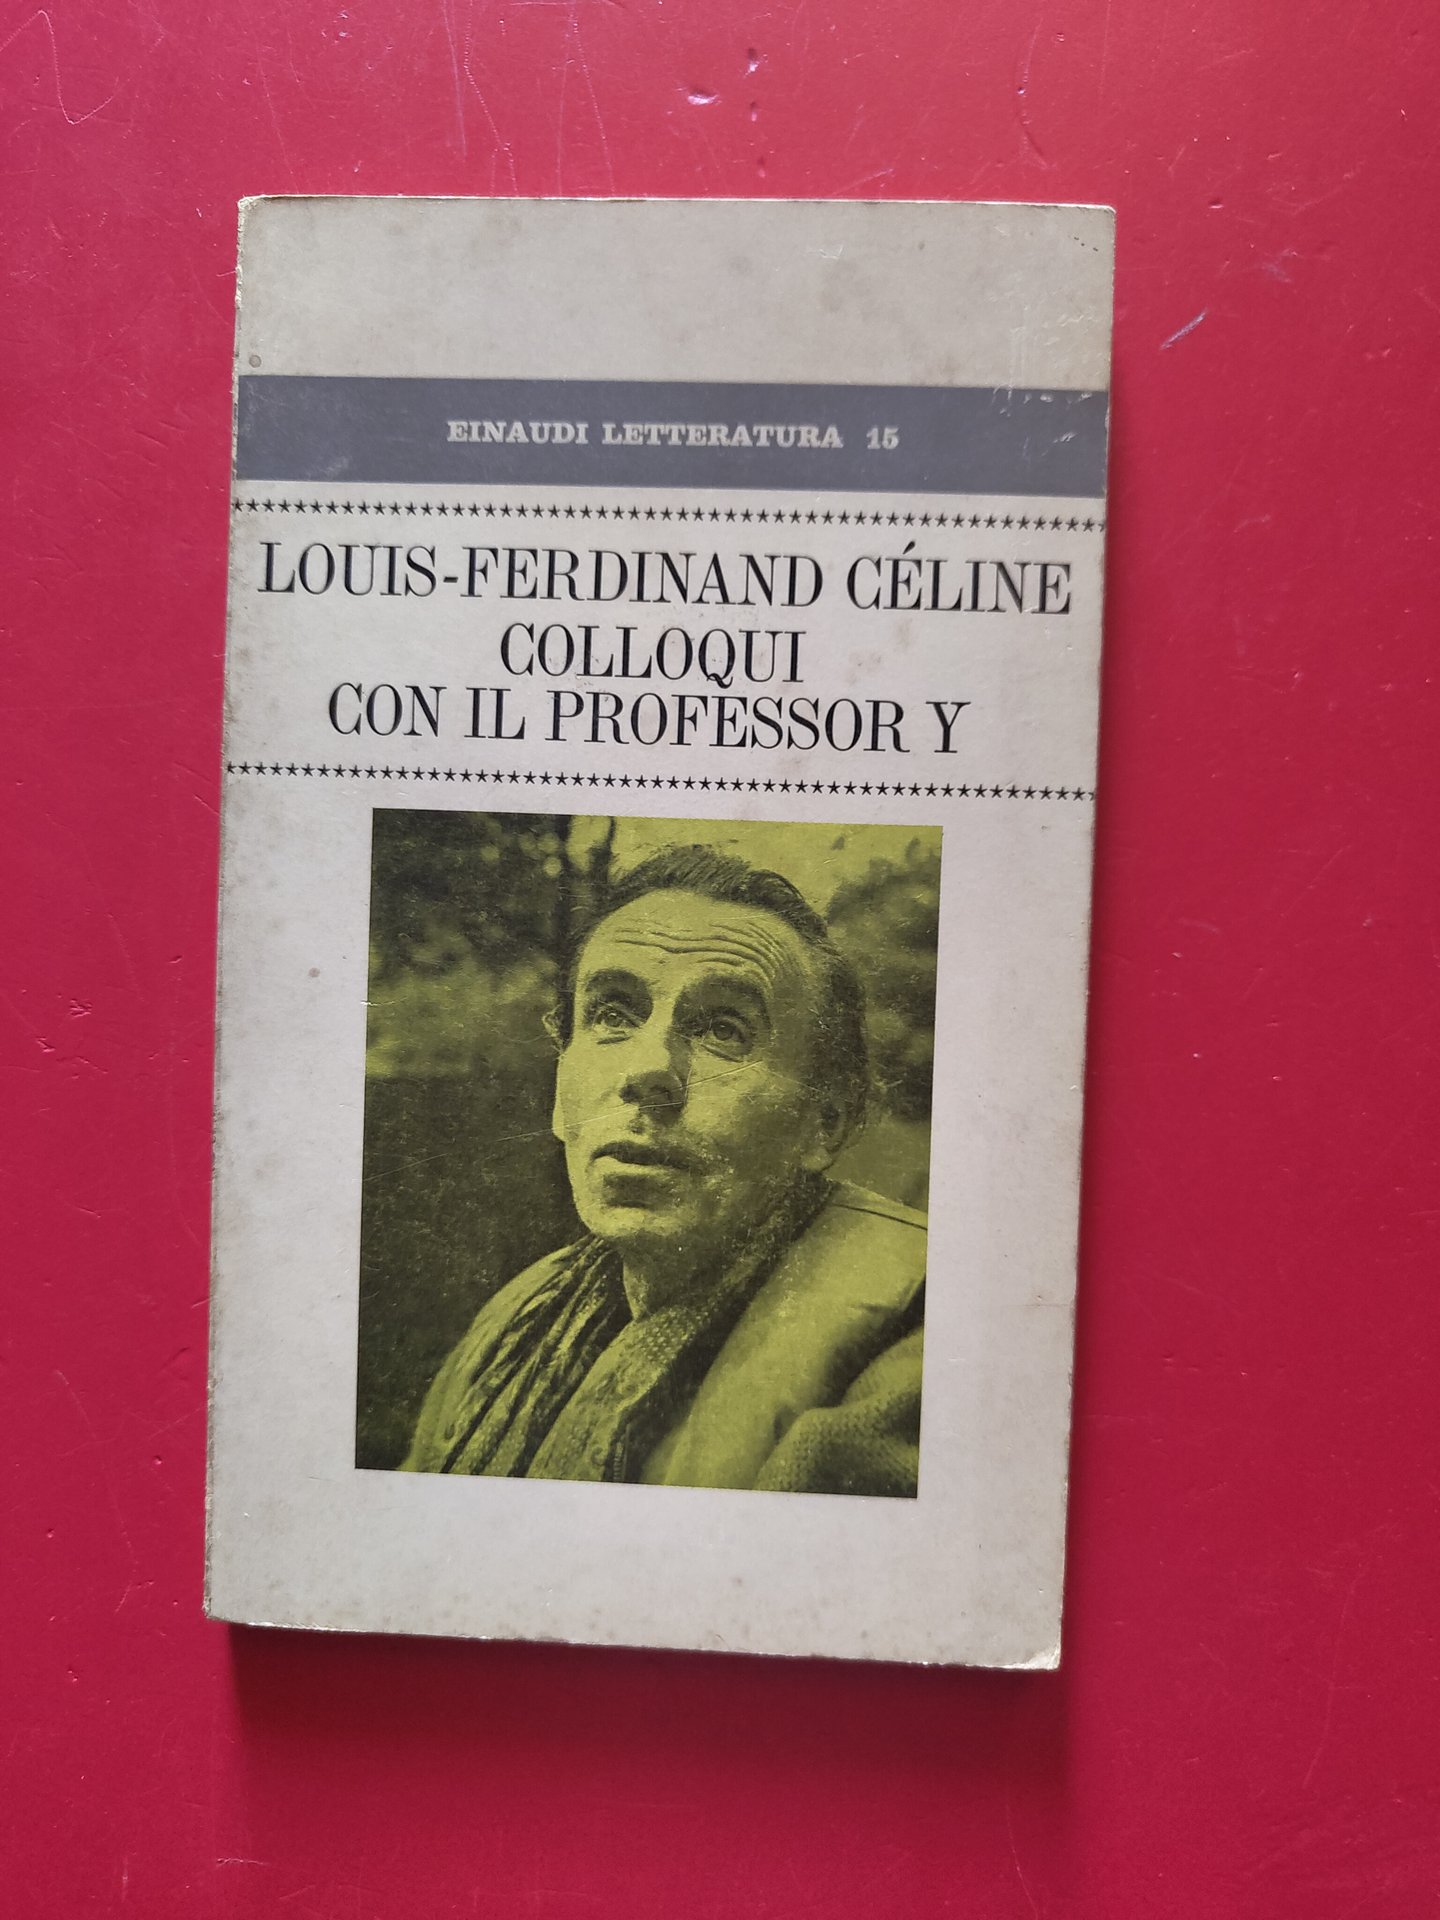 EINAUDI LETTERATURA 15
LOUIS-FERDINAND CÉLINE
COLLOQUI
CON IL PROFESSOR Y